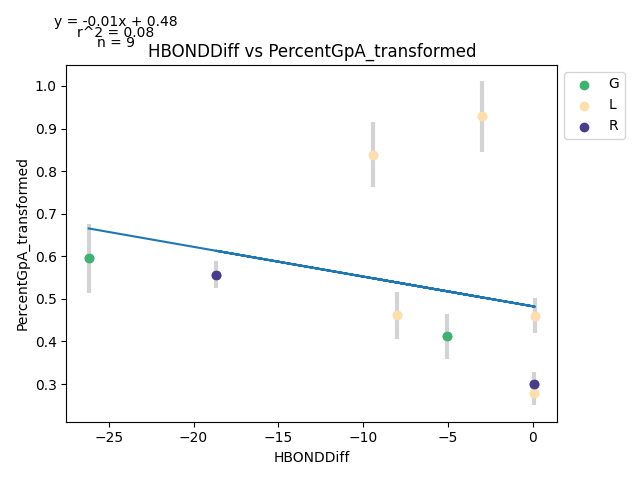 y = -0.01x + 0.48
r^2 = 0.08
n = 9
HBONDDiff vs PercentGpA_transformed
G
L
R
PercentGpA_transformed
1.0
0.9
0.8
0.7
0.6
0.5
0.4
0.3
−25
−20
−15
−10
−5
0
HBONDDiff